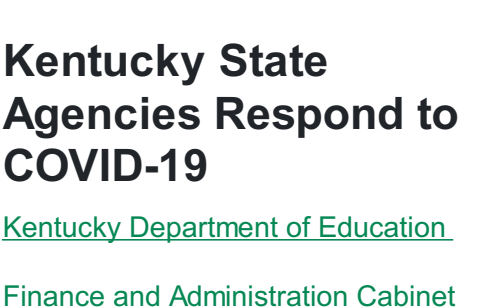 Kentucky State
Agencies Respond to
COVID-19
Kentucky Department of Education
Finance and Administration Cabinet